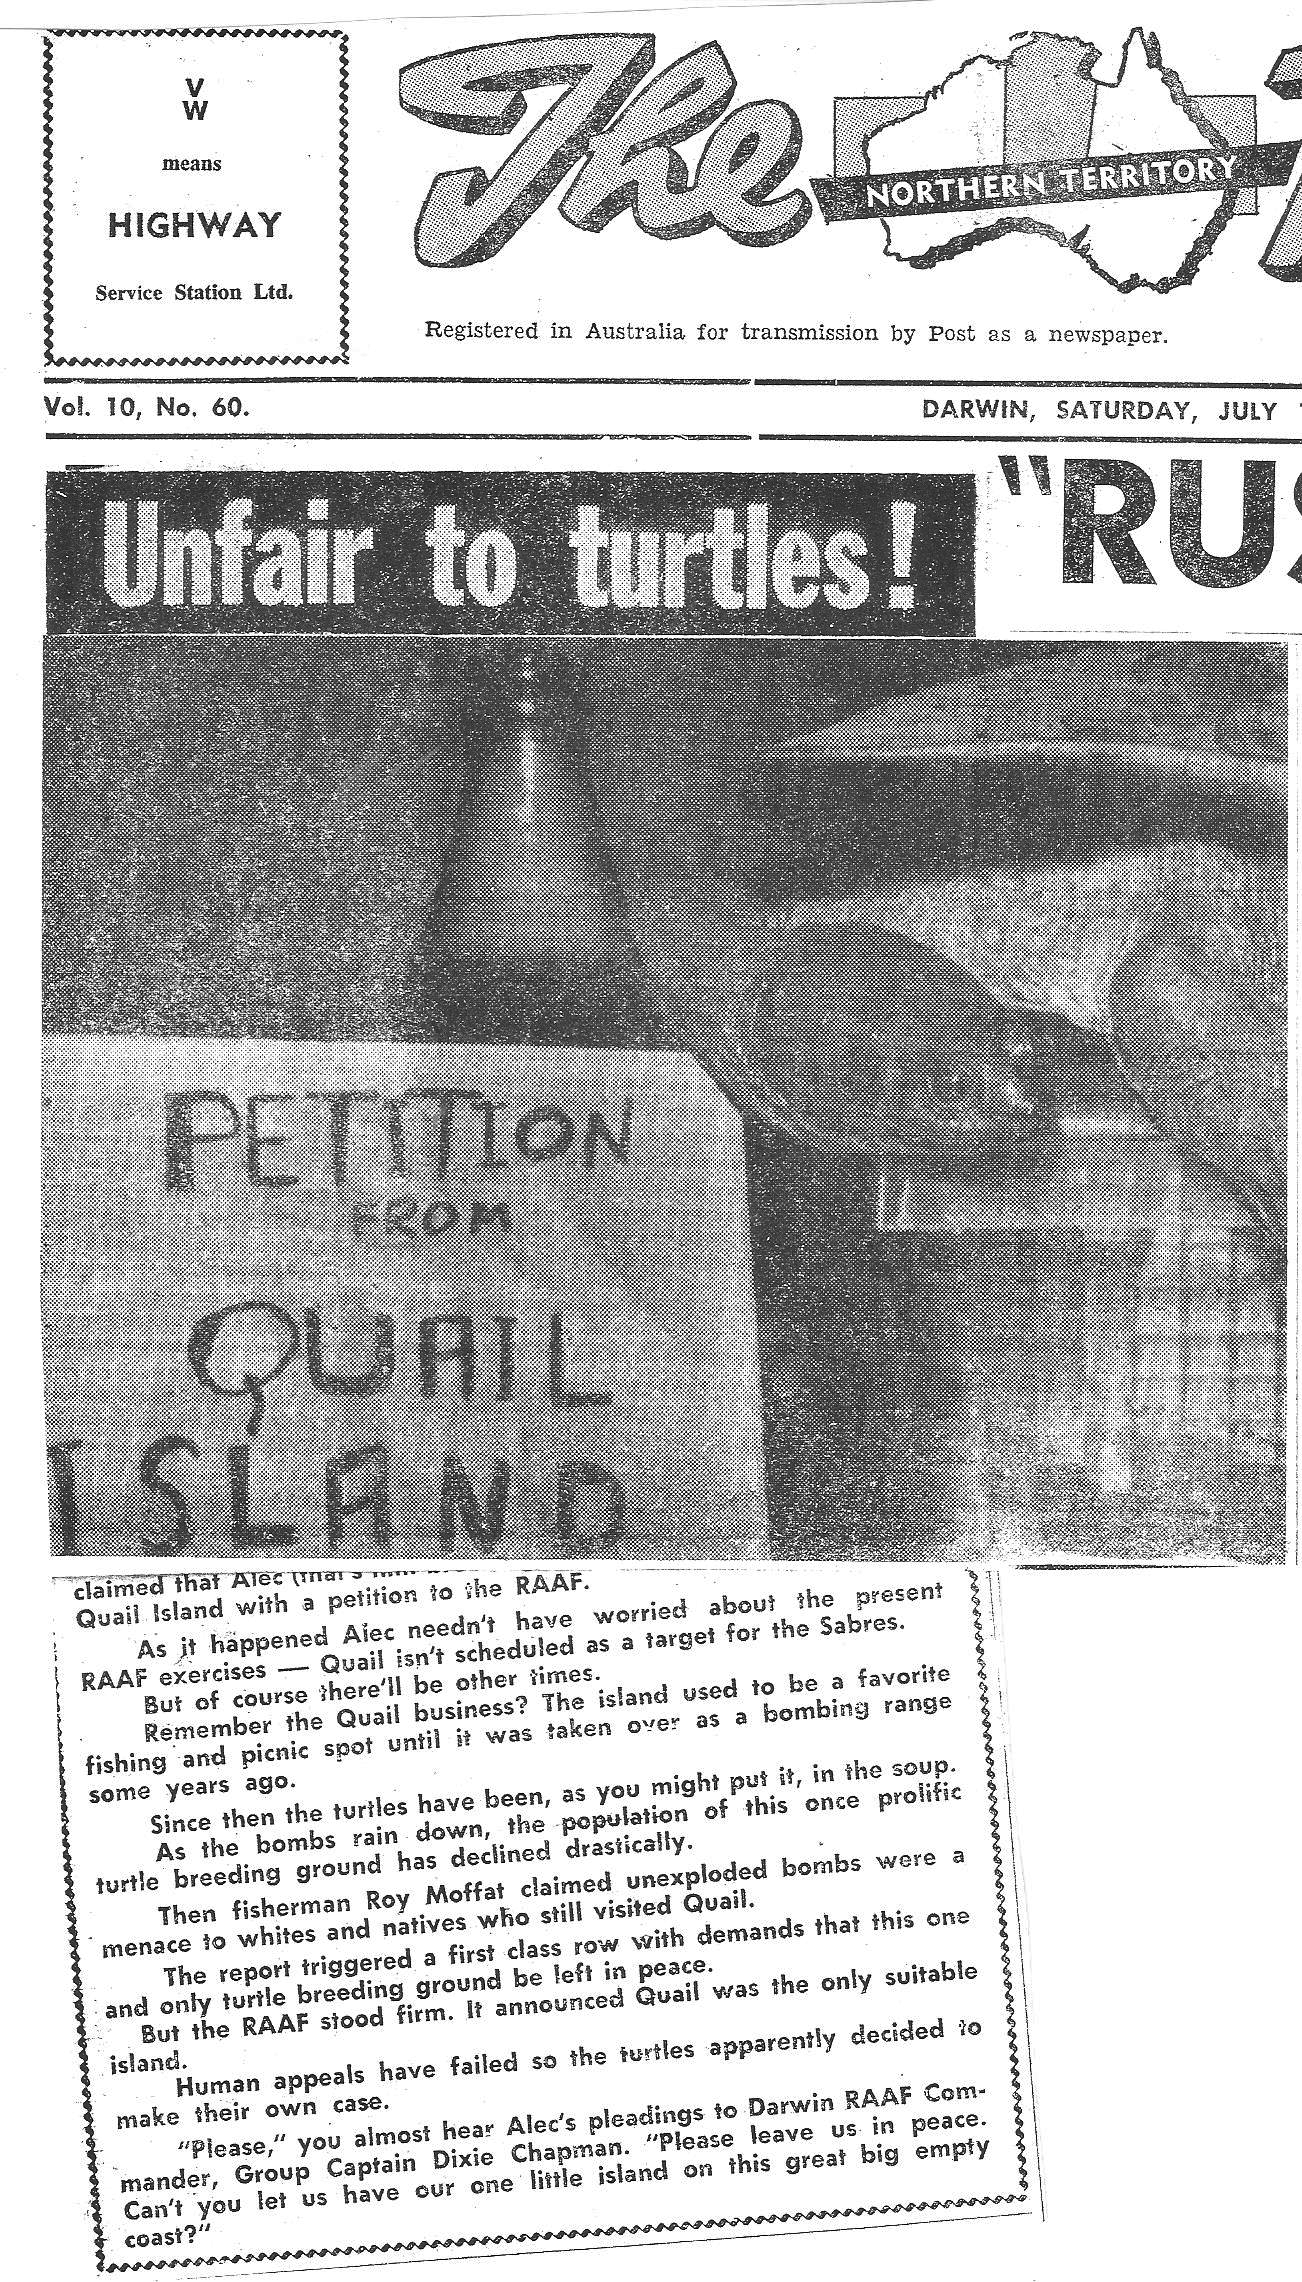 V
W
means
HIGHWAY
Service Station Ltd.
The
NORTHERN TERRITORY
Registered in Australia for transmission by Post as a newspaper.
Vol. 10, No. 60.
DARWIN, SATURDAY, JULY
Unfair to turtles!
"RUS
PETITION
FROM
QUAIL
ISLAND
claimed that Alec (that's
Quail Island with a petition to the RAAF.
As it happened Alec needn't have worried about the present
RAAF exercises — Quail isn't scheduled as a target for the Sabres.
But of course there'll be other times.
Remember the Quail business? The island used to be a favorite
fishing and picnic spot until it was taken over as a bombing range
some years ago.
Since then the turtles have been, as you might put it, in the soup.
As the bombs rain down, the population of this once prolific
turtle breeding ground has declined drastically.
Then fisherman Roy Moffat claimed unexploded bombs were a
menace to whites and natives who still visited Quail.
The report triggered a first class row with demands that this one
and only turtle breeding ground be left in peace.
But the RAAF stood firm. It announced Quail was the only suitable
island.
Human appeals have failed so the turtles apparently decided to
make their own case.
"Please," you almost hear Alec's pleadings to Darwin RAAF Com-
mander, Group Captain Dixie Chapman. "Please leave us in peace.
Can't you let us have our one little island on this great big empty
coast?"